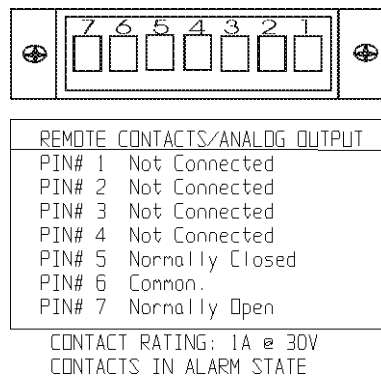 7 6 5 4 3 2 1
REMOTE CONTACTS/ANALOG OUTPUT
PIN# 1 Not Connected
PIN# 2 Not Connected
PIN# 3 Not Connected
PIN# 4 Not Connected
PIN# 5 Normally Closed
PIN# 6 Common.
PIN# 7 Normally Open
CONTACT RATING: 1A @ 30V
CONTACTS IN ALARM STATE